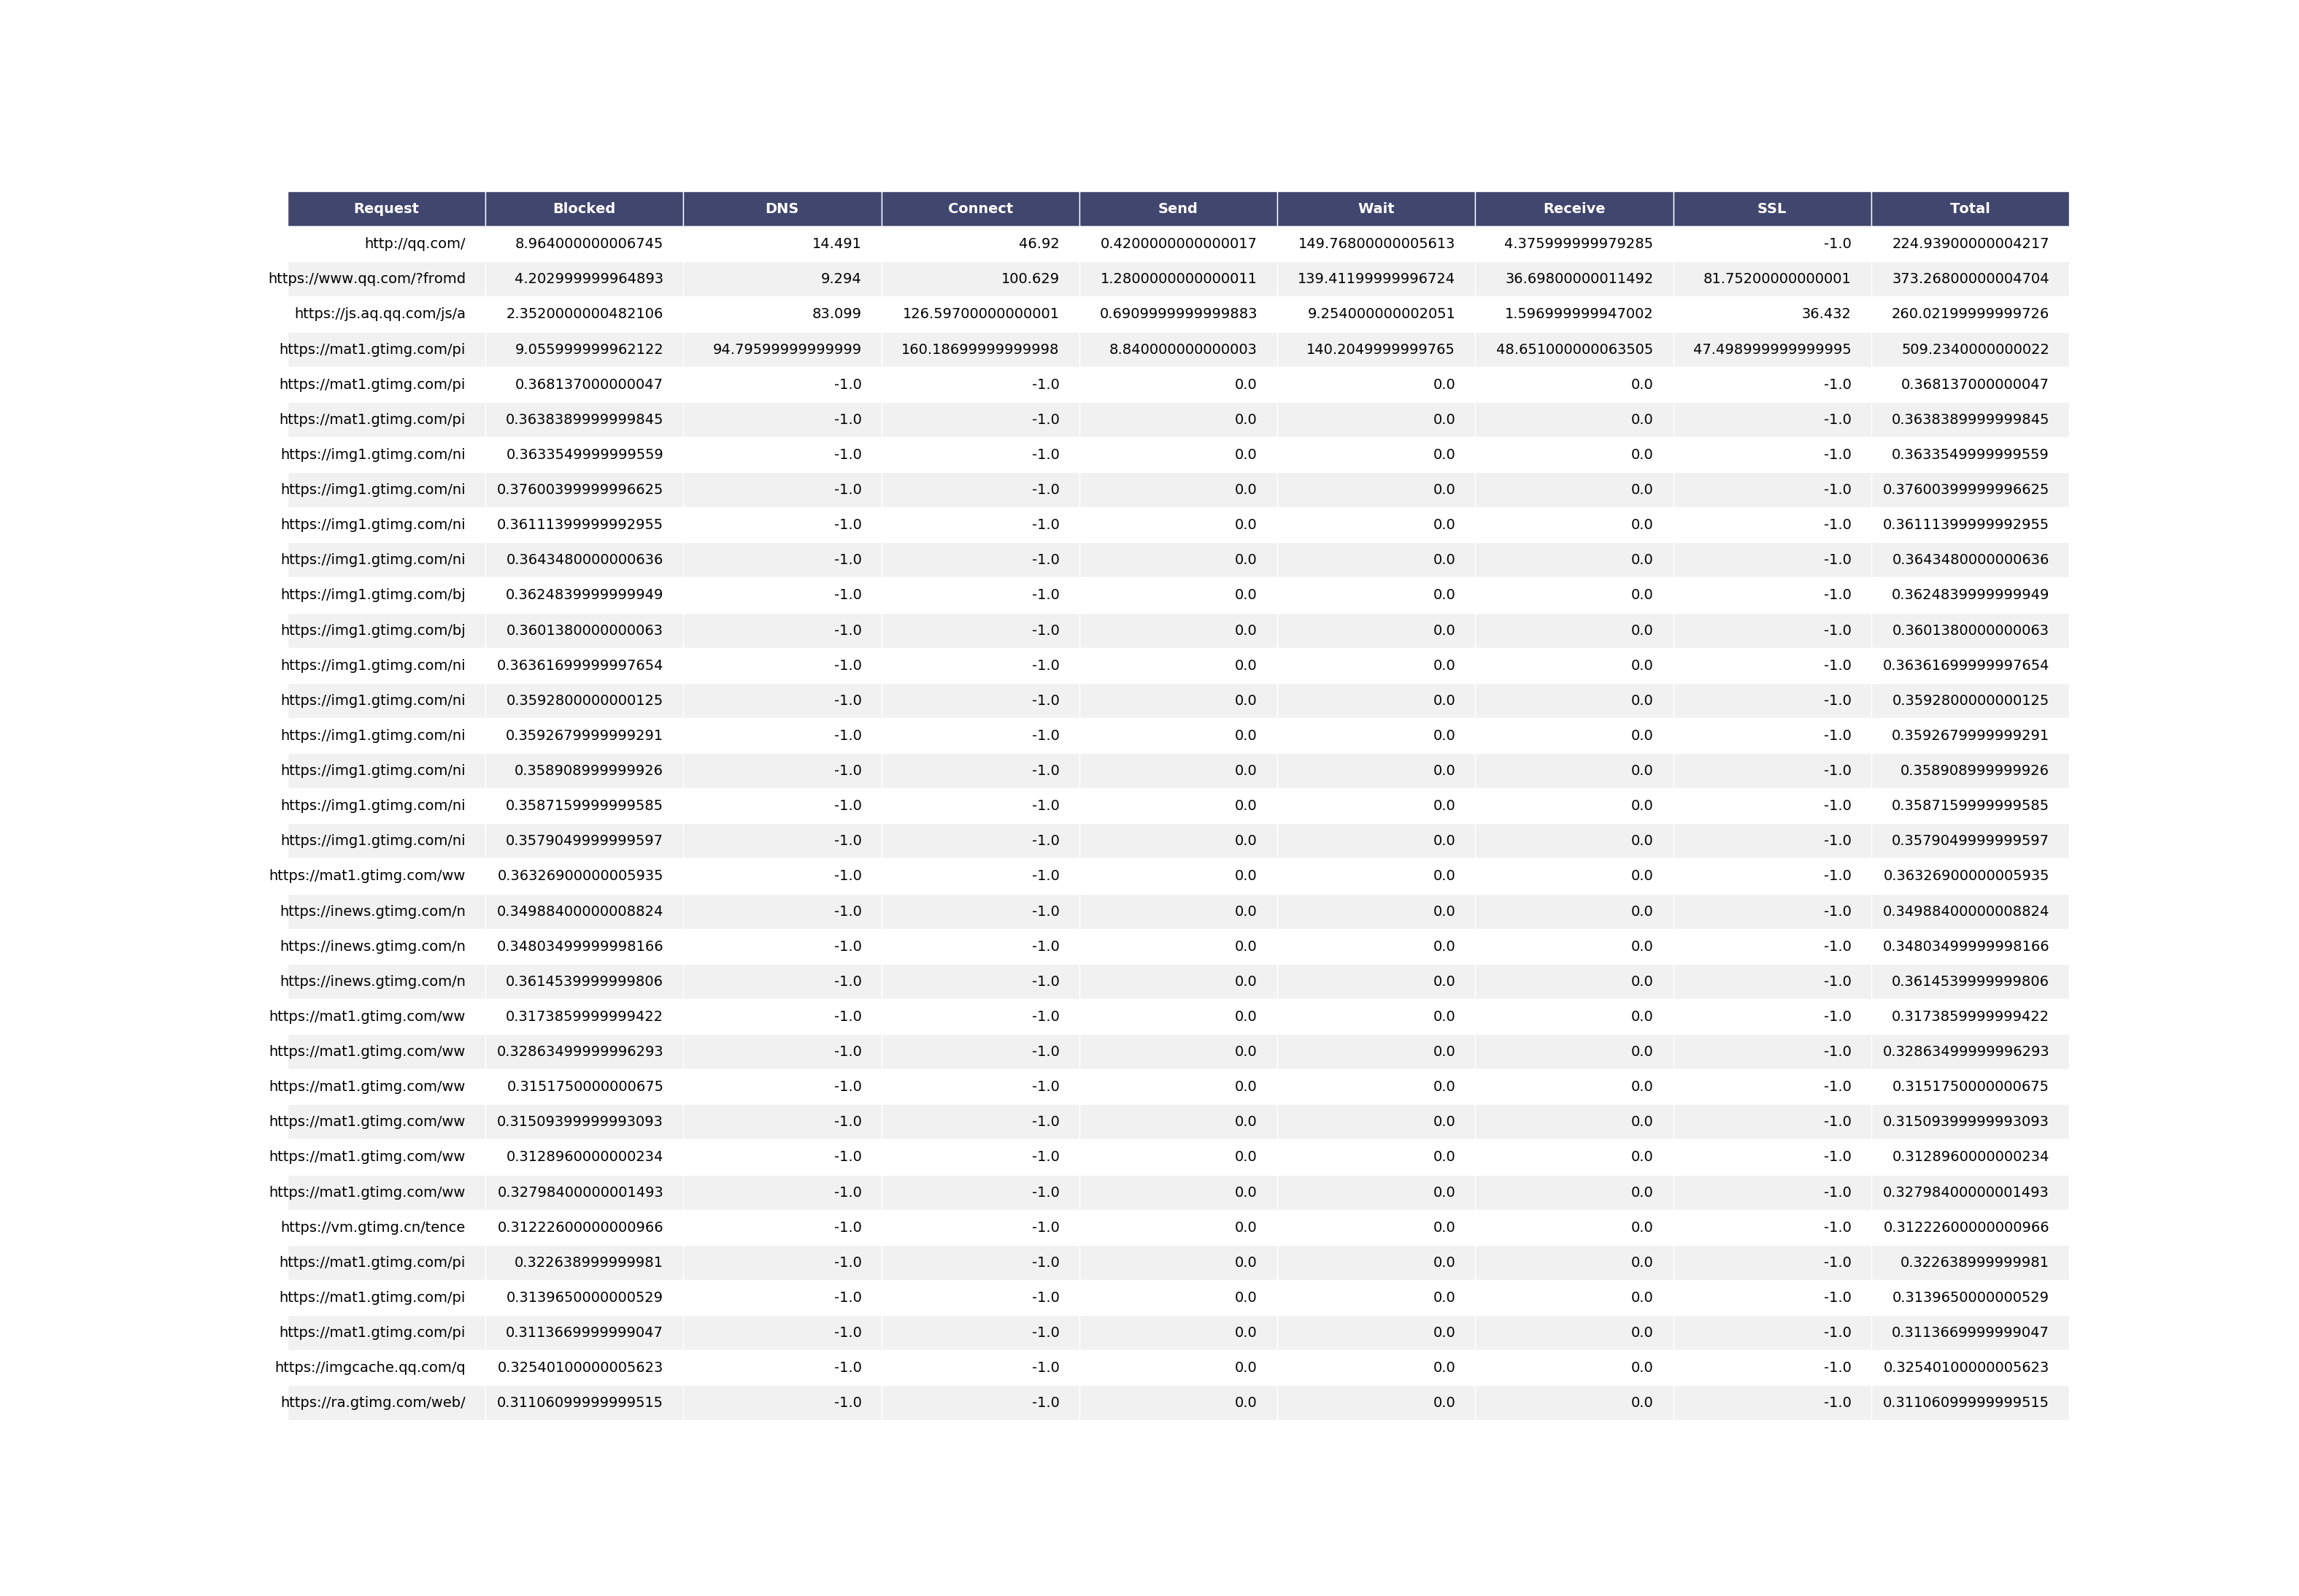 Request Blocked DNS Connect Send Wait Receive SSL Total
http://qq.com/ 8.964000000006745 14.491 46.92 0.4200000000000017 149.76800000005613 4.375999999979285 -1.0 224.93900000004217
https://www.qq.com/?fromd 4.202999999964893 9.294 100.629 1.2800000000000011 139.41199999996724 36.69800000011492 81.75200000000001 373.26800000004704
https://js.aq.qq.com/js/a 2.3520000000482106 83.099 126.59700000000001 0.6909999999999883 9.254000000002051 1.596999999947002 36.432 260.02199999999726
https://mat1.gtimg.com/pi 9.055999999962122 94.79599999999999 160.18699999999998 8.840000000000003 140.2049999999765 48.651000000063505 47.498999999999995 509.2340000000022
https://mat1.gtimg.com/pi 0.368137000000047 -1.0 -1.0 0.0 0.0 0.0 -1.0 0.368137000000047
https://mat1.gtimg.com/pi 0.3638389999999845 -1.0 -1.0 0.0 0.0 0.0 -1.0 0.3638389999999845
https://img1.gtimg.com/ni 0.3633549999999559 -1.0 -1.0 0.0 0.0 0.0 -1.0 0.3633549999999559
https://img1.gtimg.com/ni 0.37600399999996625 -1.0 -1.0 0.0 0.0 0.0 -1.0 0.37600399999996625
https://img1.gtimg.com/ni 0.36111399999992955 -1.0 -1.0 0.0 0.0 0.0 -1.0 0.36111399999992955
https://img1.gtimg.com/ni 0.3643480000000636 -1.0 -1.0 0.0 0.0 0.0 -1.0 0.3643480000000636
https://img1.gtimg.com/bj 0.3624839999999949 -1.0 -1.0 0.0 0.0 0.0 -1.0 0.3624839999999949
https://img1.gtimg.com/bj 0.3601380000000063 -1.0 -1.0 0.0 0.0 0.0 -1.0 0.3601380000000063
https://img1.gtimg.com/ni 0.36361699999997654 -1.0 -1.0 0.0 0.0 0.0 -1.0 0.36361699999997654
https://img1.gtimg.com/ni 0.3592800000000125 -1.0 -1.0 0.0 0.0 0.0 -1.0 0.3592800000000125
https://img1.gtimg.com/ni 0.3592679999999291 -1.0 -1.0 0.0 0.0 0.0 -1.0 0.3592679999999291
https://img1.gtimg.com/ni 0.358908999999926 -1.0 -1.0 0.0 0.0 0.0 -1.0 0.358908999999926
https://img1.gtimg.com/ni 0.3587159999999585 -1.0 -1.0 0.0 0.0 0.0 -1.0 0.3587159999999585
https://img1.gtimg.com/ni 0.3579049999999597 -1.0 -1.0 0.0 0.0 0.0 -1.0 0.3579049999999597
https://mat1.gtimg.com/ww 0.36326900000005935 -1.0 -1.0 0.0 0.0 0.0 -1.0 0.36326900000005935
https://inews.gtimg.com/n 0.34988400000008824 -1.0 -1.0 0.0 0.0 0.0 -1.0 0.34988400000008824
https://inews.gtimg.com/n 0.34803499999998166 -1.0 -1.0 0.0 0.0 0.0 -1.0 0.34803499999998166
https://inews.gtimg.com/n 0.3614539999999806 -1.0 -1.0 0.0 0.0 0.0 -1.0 0.3614539999999806
https://mat1.gtimg.com/ww 0.3173859999999422 -1.0 -1.0 0.0 0.0 0.0 -1.0 0.3173859999999422
https://mat1.gtimg.com/ww 0.32863499999996293 -1.0 -1.0 0.0 0.0 0.0 -1.0 0.32863499999996293
https://mat1.gtimg.com/ww 0.3151750000000675 -1.0 -1.0 0.0 0.0 0.0 -1.0 0.3151750000000675
https://mat1.gtimg.com/ww 0.31509399999993093 -1.0 -1.0 0.0 0.0 0.0 -1.0 0.31509399999993093
https://mat1.gtimg.com/ww 0.3128960000000234 -1.0 -1.0 0.0 0.0 0.0 -1.0 0.3128960000000234
https://mat1.gtimg.com/ww 0.32798400000001493 -1.0 -1.0 0.0 0.0 0.0 -1.0 0.32798400000001493
https://vm.gtimg.cn/tence 0.31222600000000966 -1.0 -1.0 0.0 0.0 0.0 -1.0 0.31222600000000966
https://mat1.gtimg.com/pi 0.322638999999981 -1.0 -1.0 0.0 0.0 0.0 -1.0 0.322638999999981
https://mat1.gtimg.com/pi 0.3139650000000529 -1.0 -1.0 0.0 0.0 0.0 -1.0 0.3139650000000529
https://mat1.gtimg.com/pi 0.3113669999999047 -1.0 -1.0 0.0 0.0 0.0 -1.0 0.3113669999999047
https://imgcache.qq.com/q 0.32540100000005623 -1.0 -1.0 0.0 0.0 0.0 -1.0 0.32540100000005623
https://ra.gtimg.com/web/ 0.31106099999999515 -1.0 -1.0 0.0 0.0 0.0 -1.0 0.31106099999999515